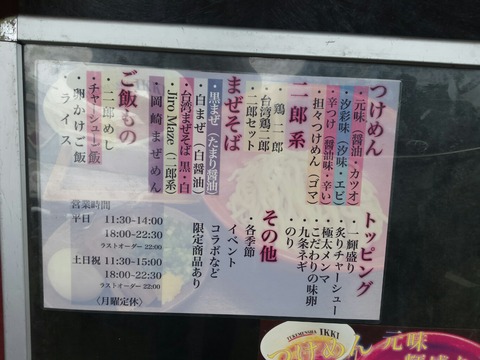 つけめん
・元味（醤油・カツオ）
・汐彩味（汐味・エビ）
・辛つけ（醤油味・辛い）
・担々つけめん（ゴマ）
二郎系
・鶏二郎
・台湾鶏二郎
・二郎セット
まぜそば
・黒まぜ（たまり醤油）
・白まぜ（白醤油）
・台湾まぜそば 黒・白
・Jiro Maze（二郎系）
・岡崎まぜめん
ご飯もの
・二郎めし
・チャーシュー飯
・卵かけご飯
・ライス
トッピング
・一輝盛り
・炙りチャーシュー
・極太メンマ
・こだわりの味卵
・九条ネギ
・のり
その他
・各季節
イベント
コラボなど
限定商品あり
営業時間
平日 11:30-14:00
18:00-22:30
ラストオーダー 22:00
土日祝 11:30-15:00
18:00-22:30
ラストオーダー 22:00
〈月曜定休〉
TUKEMENSHA IKKI
つけめん
元味